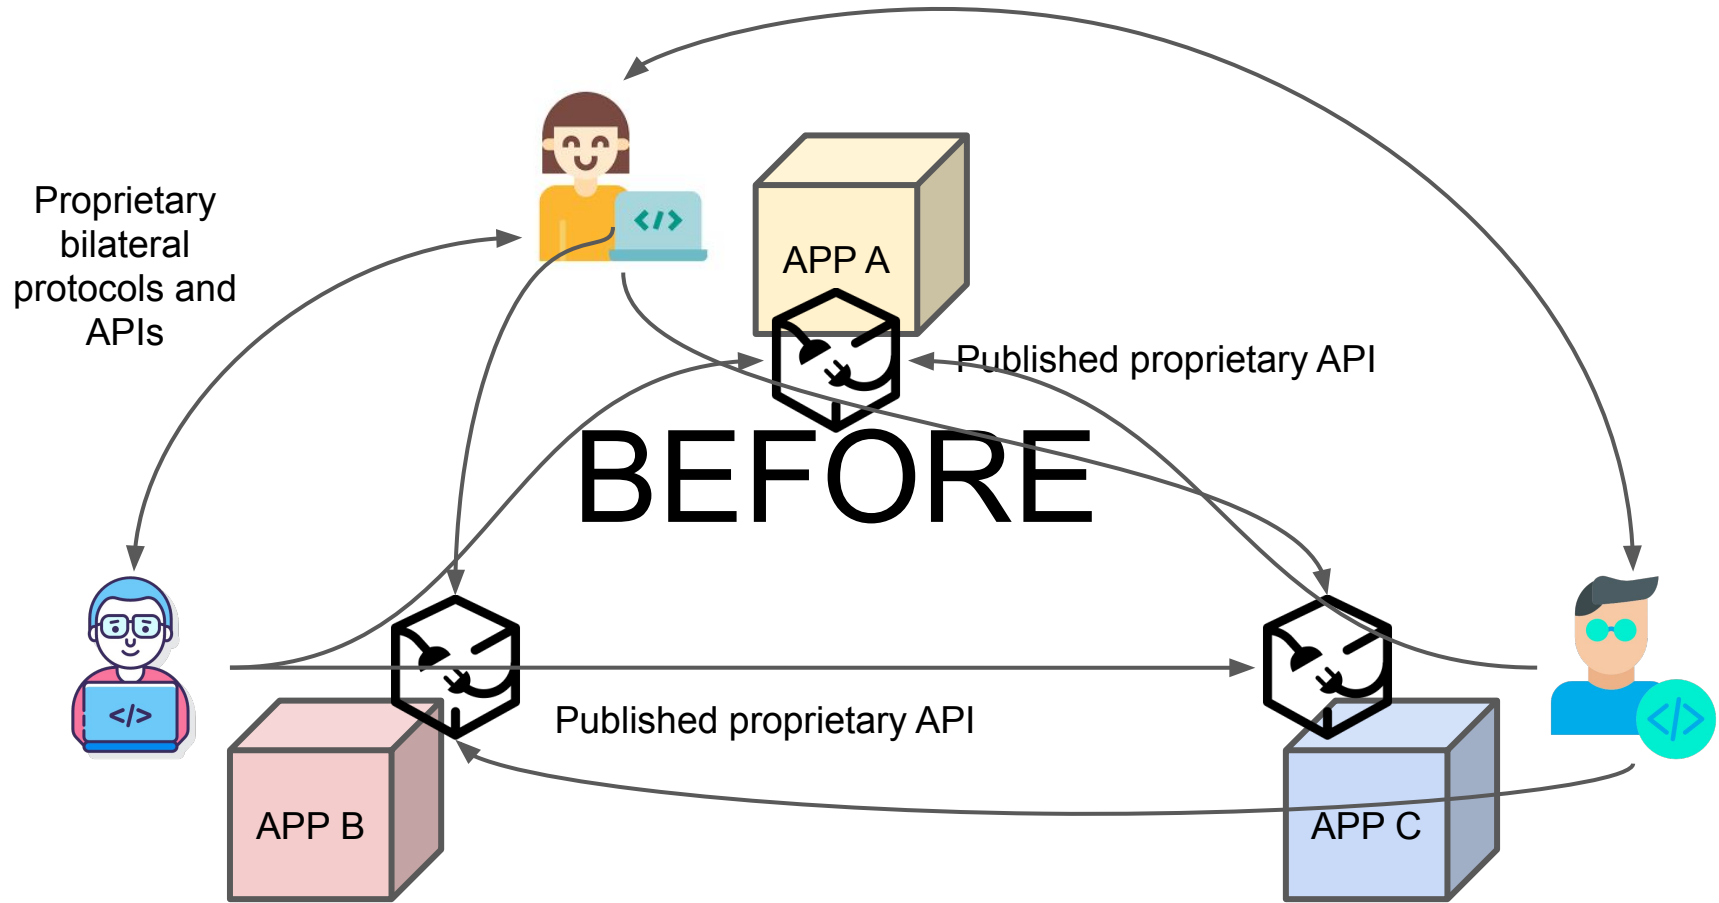 Proprietary
bilateral
protocols and
APIs
</>
APP A
Published proprietary API
BEFORE
</>
</>
Published proprietary API
APP B
APP C